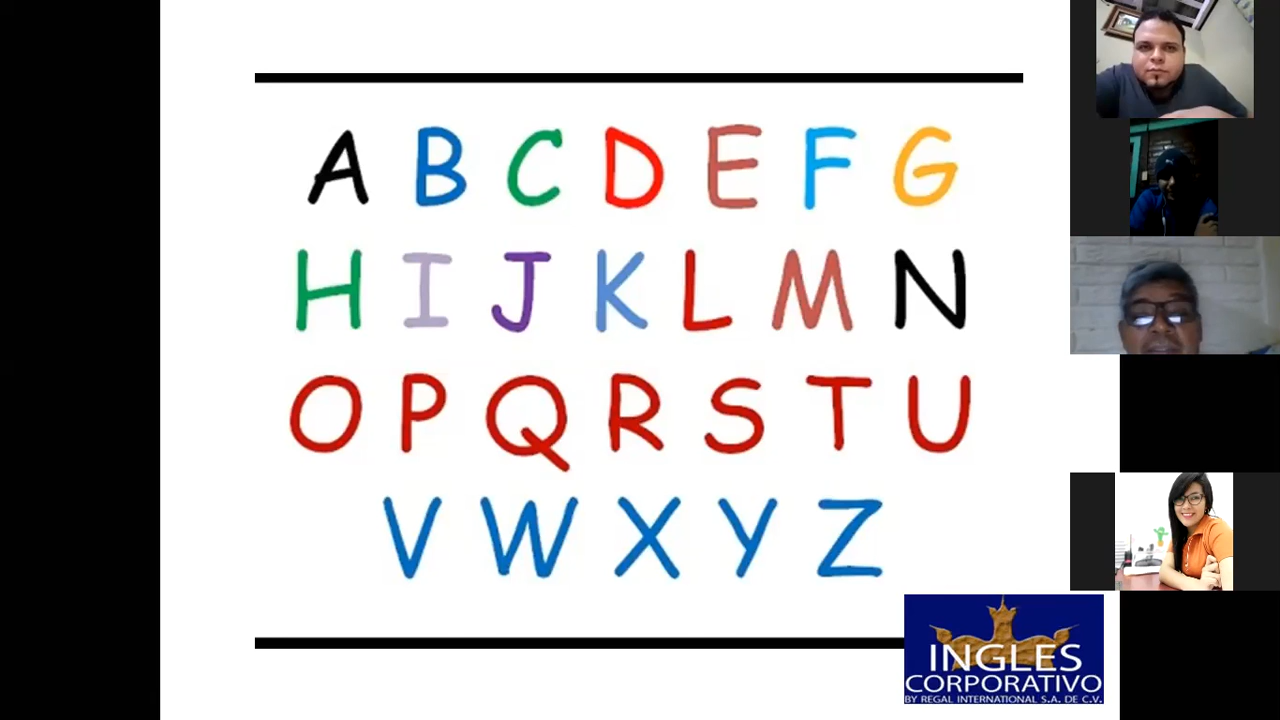 A B C D E F G
H I J K L M N
O P Q R S T U
V W X Y Z
INGLES
CORPORATIVO
BY REGAL INTERNATIONAL S.A. DE C.V.